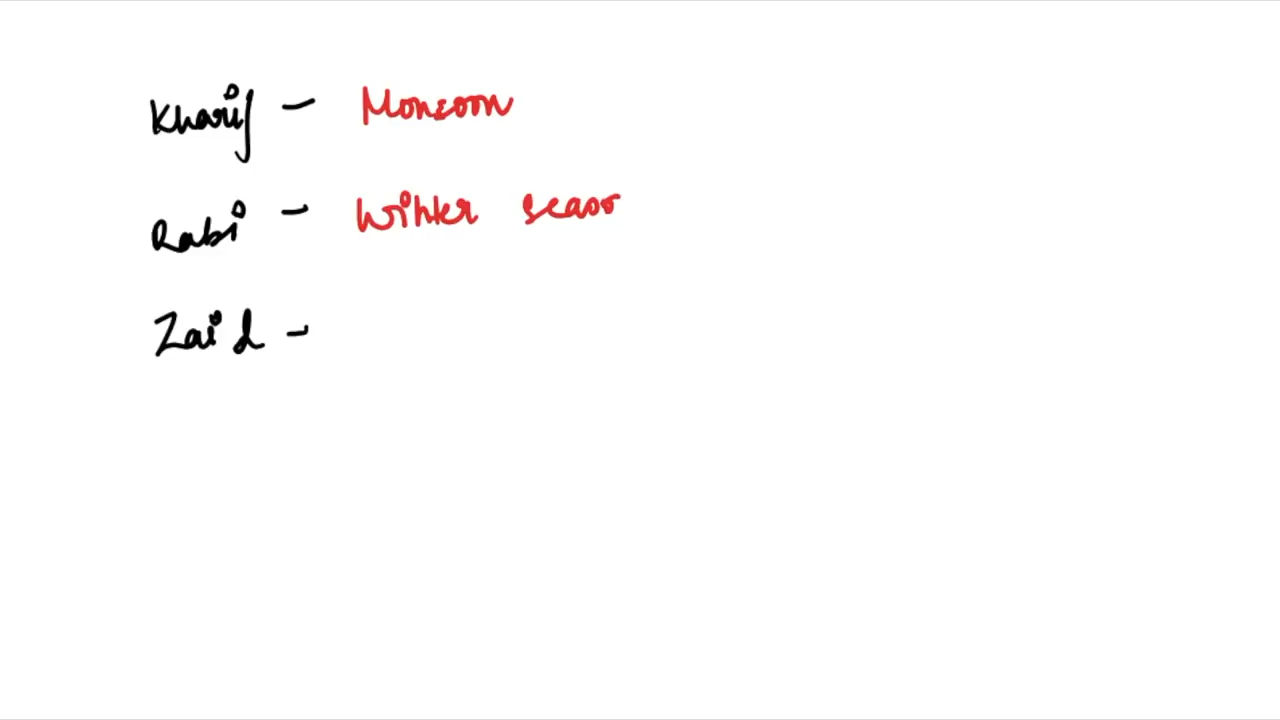 Kharif - Monsoon
Rabi - Winter seaso
Zaid -